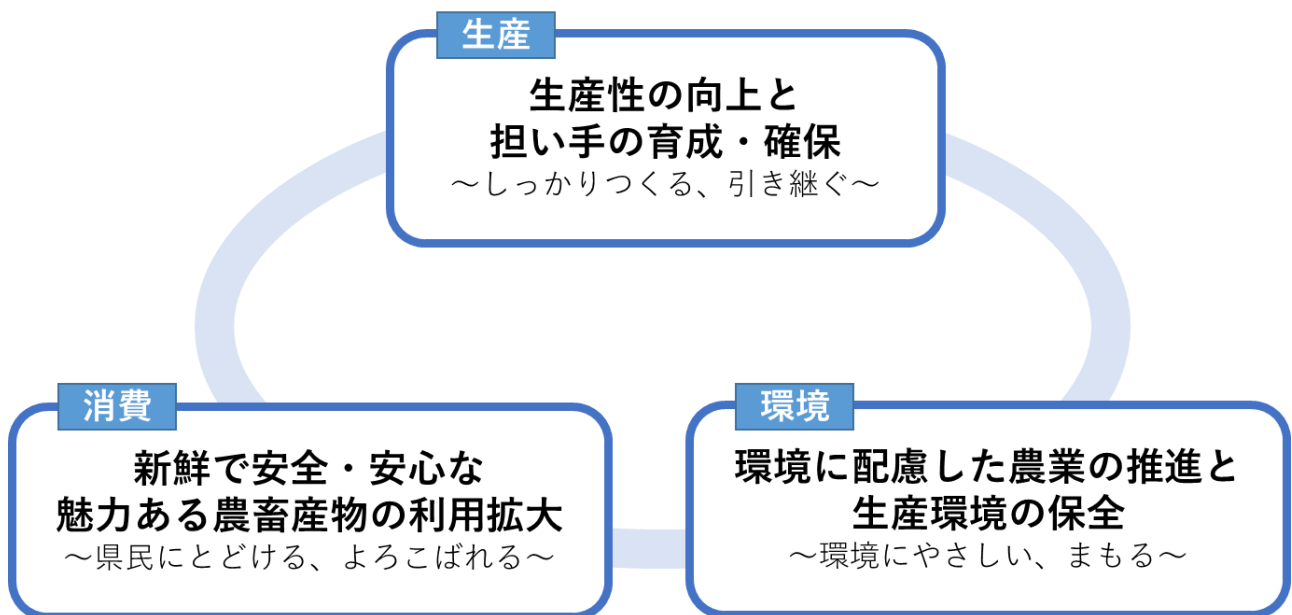 生産
生産性の向上と
担い手の育成・確保
～しっかりつくる、引き継ぐ～
消費
新鮮で安全・安心な
魅力ある農畜産物の利用拡大
～県民にとどける、よろこばれる～
環境
環境に配慮した農業の推進と
生産環境の保全
～環境にやさしい、まもる～